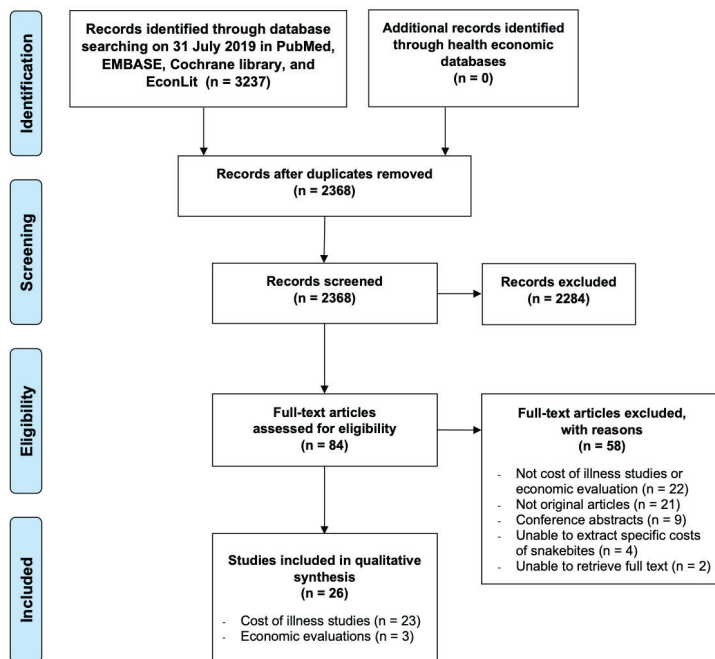 Identification
Records identified through database
searching on 31 July 2019 in PubMed,
EMBASE, Cochrane library, and
EconLit (n = 3237)
Additional records identified
through health economic
databases
(n = 0)
Records after duplicates removed
(n = 2368)
Screening
Records screened
(n = 2368)
Records excluded
(n = 2284)
Eligibility
Full-text articles
assessed for eligibility
(n = 84)
Full-text articles excluded,
with reasons
(n = 58)
- Not cost of illness studies or
economic evaluation (n = 22)
- Not original articles (n = 21)
- Conference abstracts (n = 9)
- Unable to extract specific costs
of snakebites (n = 4)
- Unable to retrieve full text (n = 2)
Included
Studies included in qualitative
synthesis
(n = 26)
- Cost of illness studies (n = 23)
- Economic evaluations (n = 3)